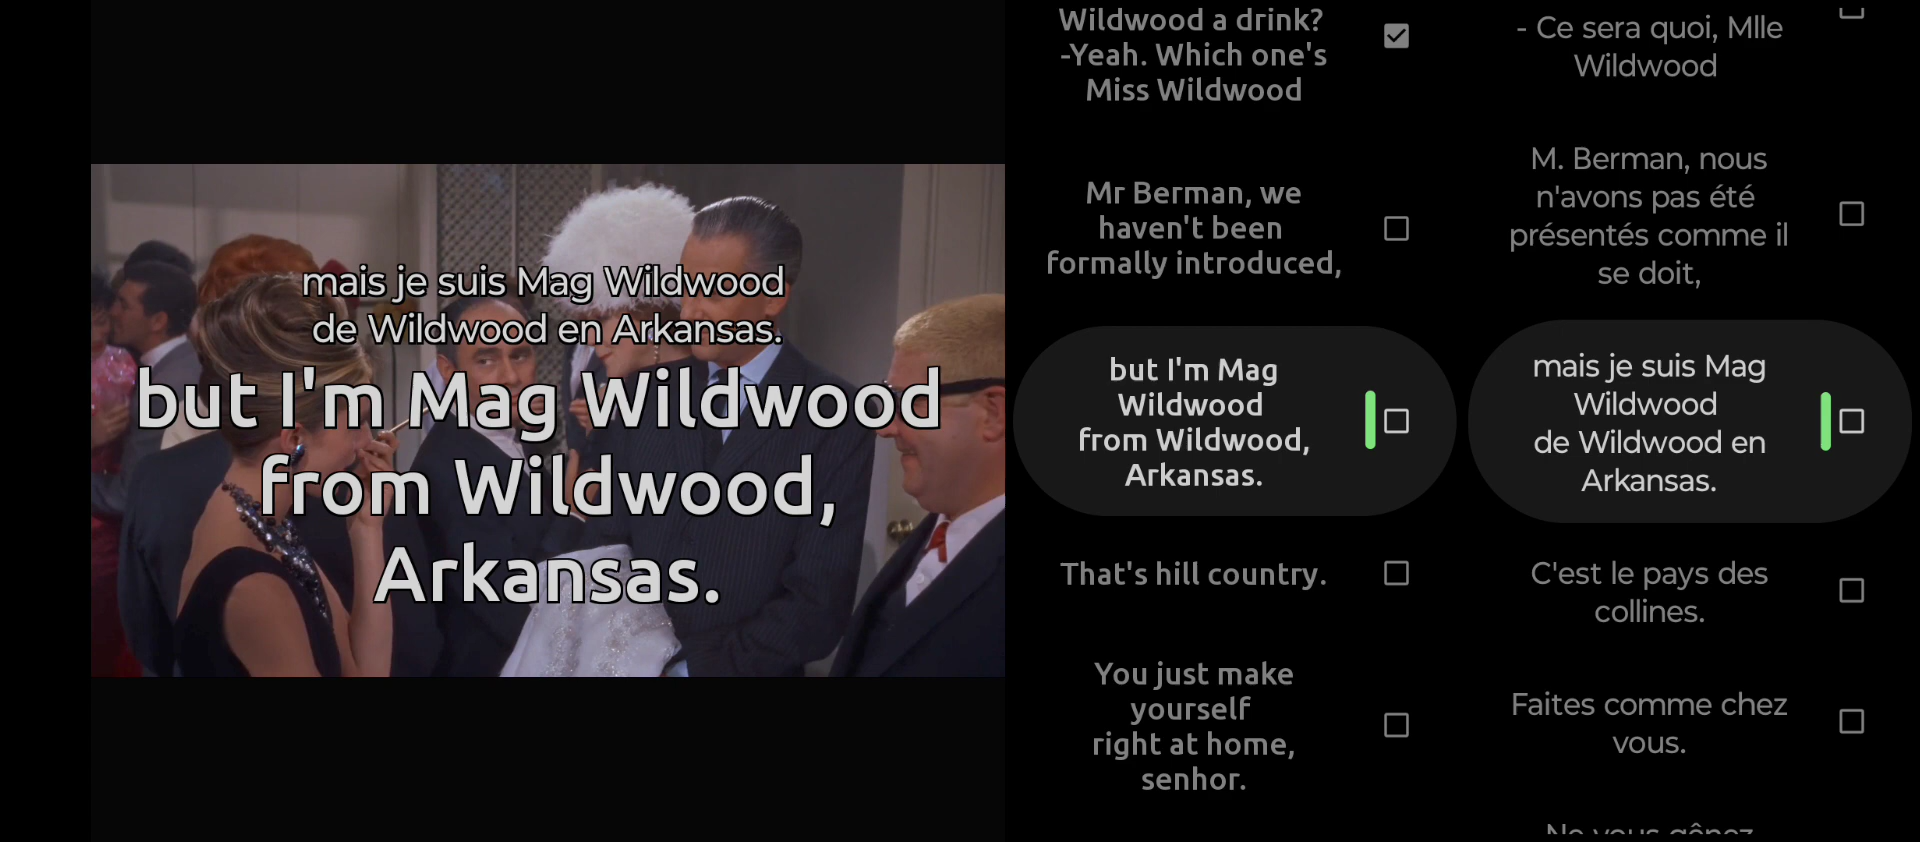 mais je suis Mag Wildwood
de Wildwood en Arkansas.
but I'm Mag Wildwood
from Wildwood,
Arkansas.
Wildwood a drink?
-Yeah. Which one's
Miss Wildwood
Mr Berman, we
haven't been
formally introduced,
but I'm Mag
Wildwood
from Wildwood,
Arkansas.
That's hill country.
You just make
yourself
right at home,
senhor.
- Ce sera quoi, Mlle
Wildwood
M. Berman, nous
n'avons pas été
présentés comme il
se doit,
mais je suis Mag
Wildwood
de Wildwood en
Arkansas.
C'est le pays des
collines.
Faites comme chez
vous.
Ne vous gênez